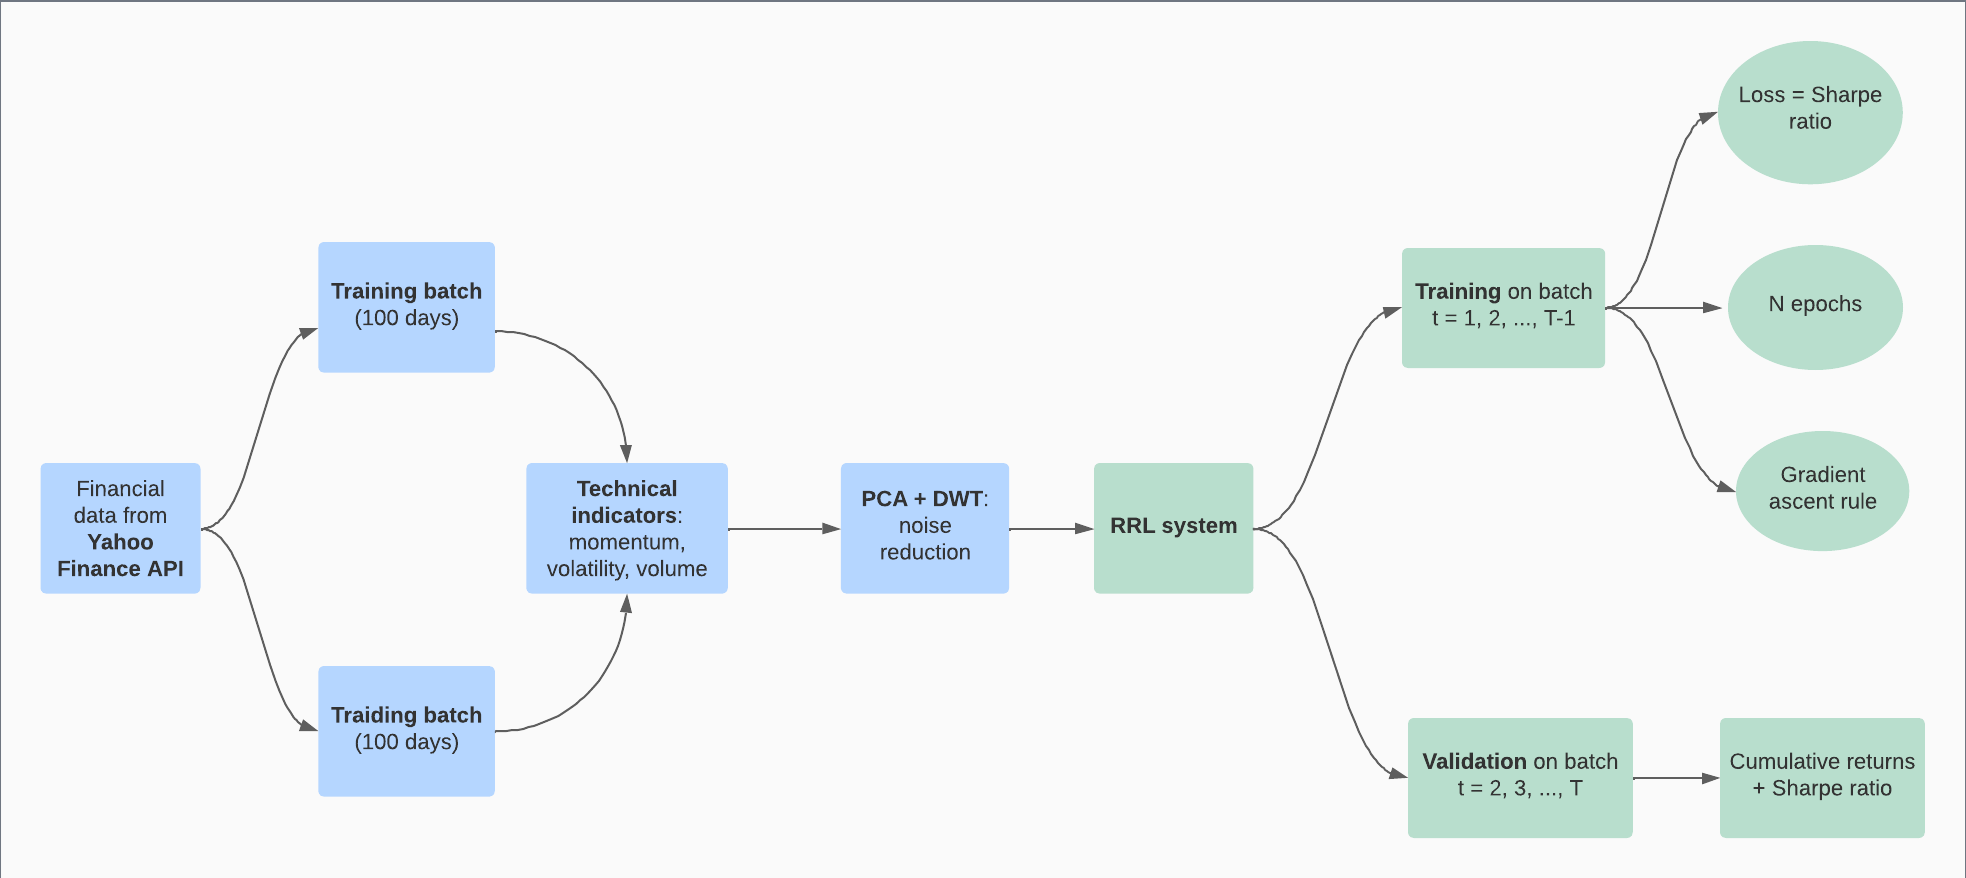 Financial
data from
Yahoo
Finance API
Training batch
(100 days)
Traiding batch
(100 days)
Technical
indicators:
momentum,
volatility, volume
PCA + DWT:
noise
reduction
RRL system
Training on batch
t = 1, 2, ..., T-1
Loss = Sharpe
ratio
N epochs
Gradient
ascent rule
Validation on batch
t = 2, 3, ..., T
Cumulative returns
+ Sharpe ratio